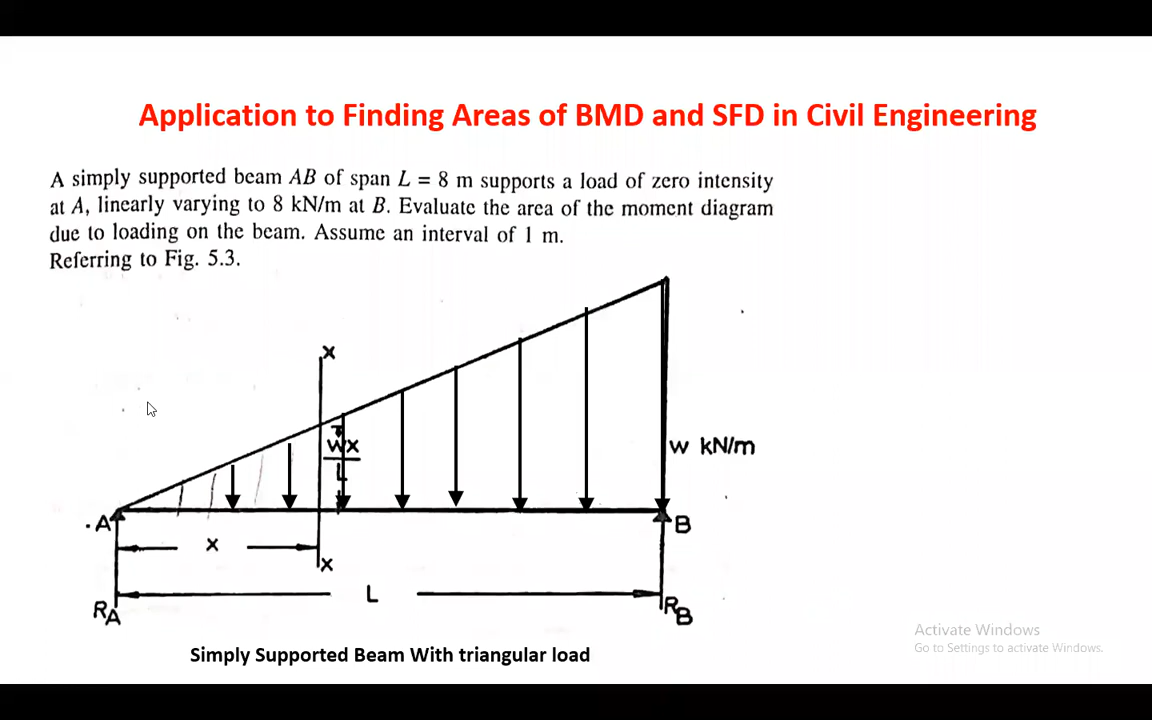 Application to Finding Areas of BMD and SFD in Civil Engineering
A simply supported beam AB of span L = 8 m supports a load of zero intensity
at A, linearly varying to 8 kN/m at B. Evaluate the area of the moment diagram
due to loading on the beam. Assume an interval of 1 m.
Referring to Fig. 5.3.
x
wx
L
w kN/m
A
B
x
x
L
RA
RB
Simply Supported Beam With triangular load
Activate Windows
Go to Settings to activate Windows.